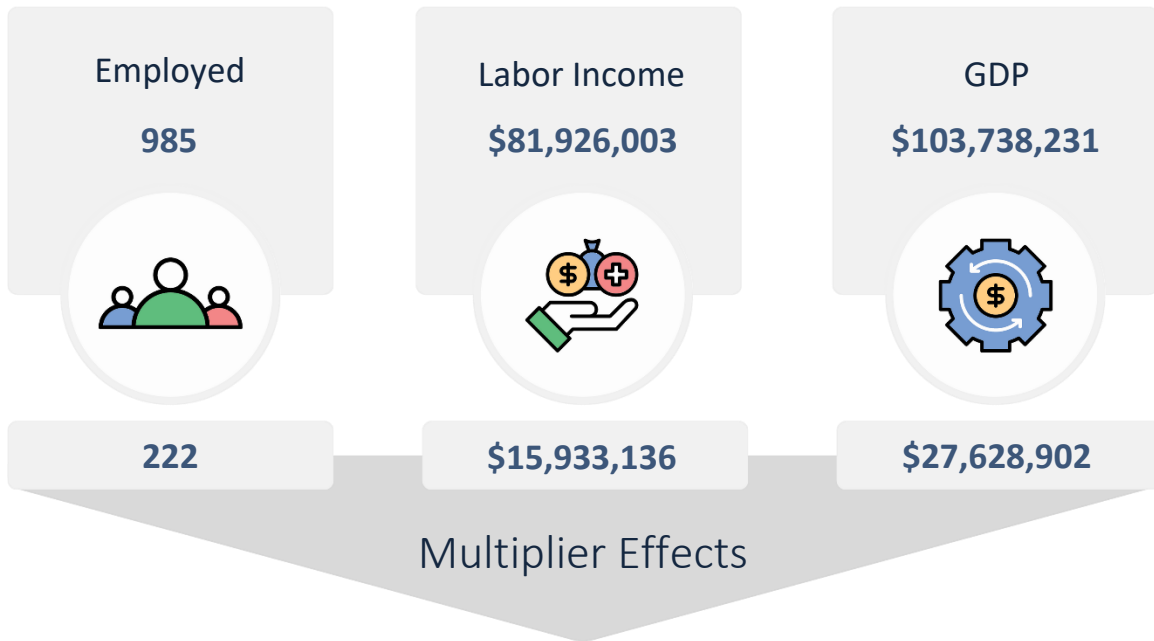 Employed
985
Labor Income
$81,926,003
GDP
$103,738,231
222
$15,933,136
$27,628,902
Multiplier Effects